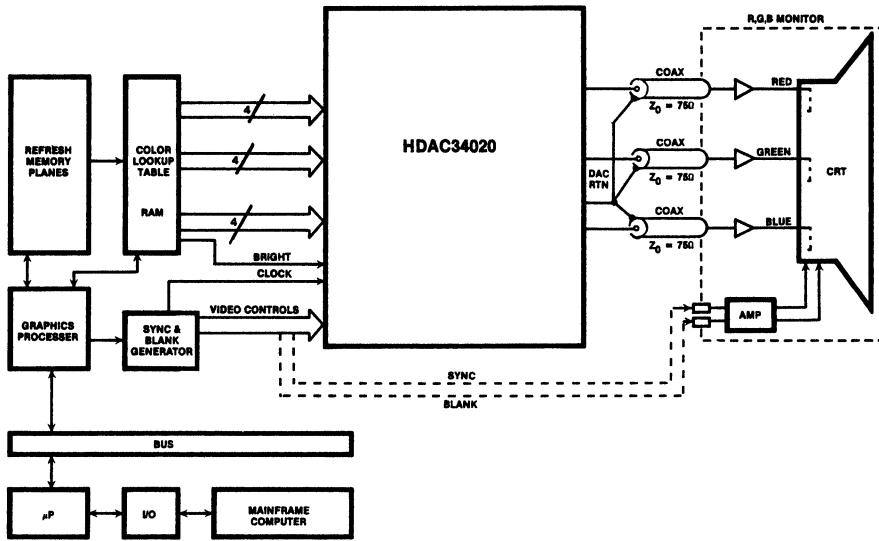 R,G,B MONITOR
REFRESH
MEMORY
PLANES
COLOR
LOOKUP
TABLE
RAM
4
4
4
BRIGHT
CLOCK
VIDEO CONTROLS
HDAC34020
DAC
RTN
COAX
Z₀ = 75Ω
COAX
Z₀ = 75Ω
COAX
Z₀ = 75Ω
RED
GREEN
BLUE
CRT
AMP
GRAPHICS
PROCESSER
SYNC &
BLANK
GENERATOR
SYNC
BLANK
BUS
μP
I/O
MAINFRAME
COMPUTER